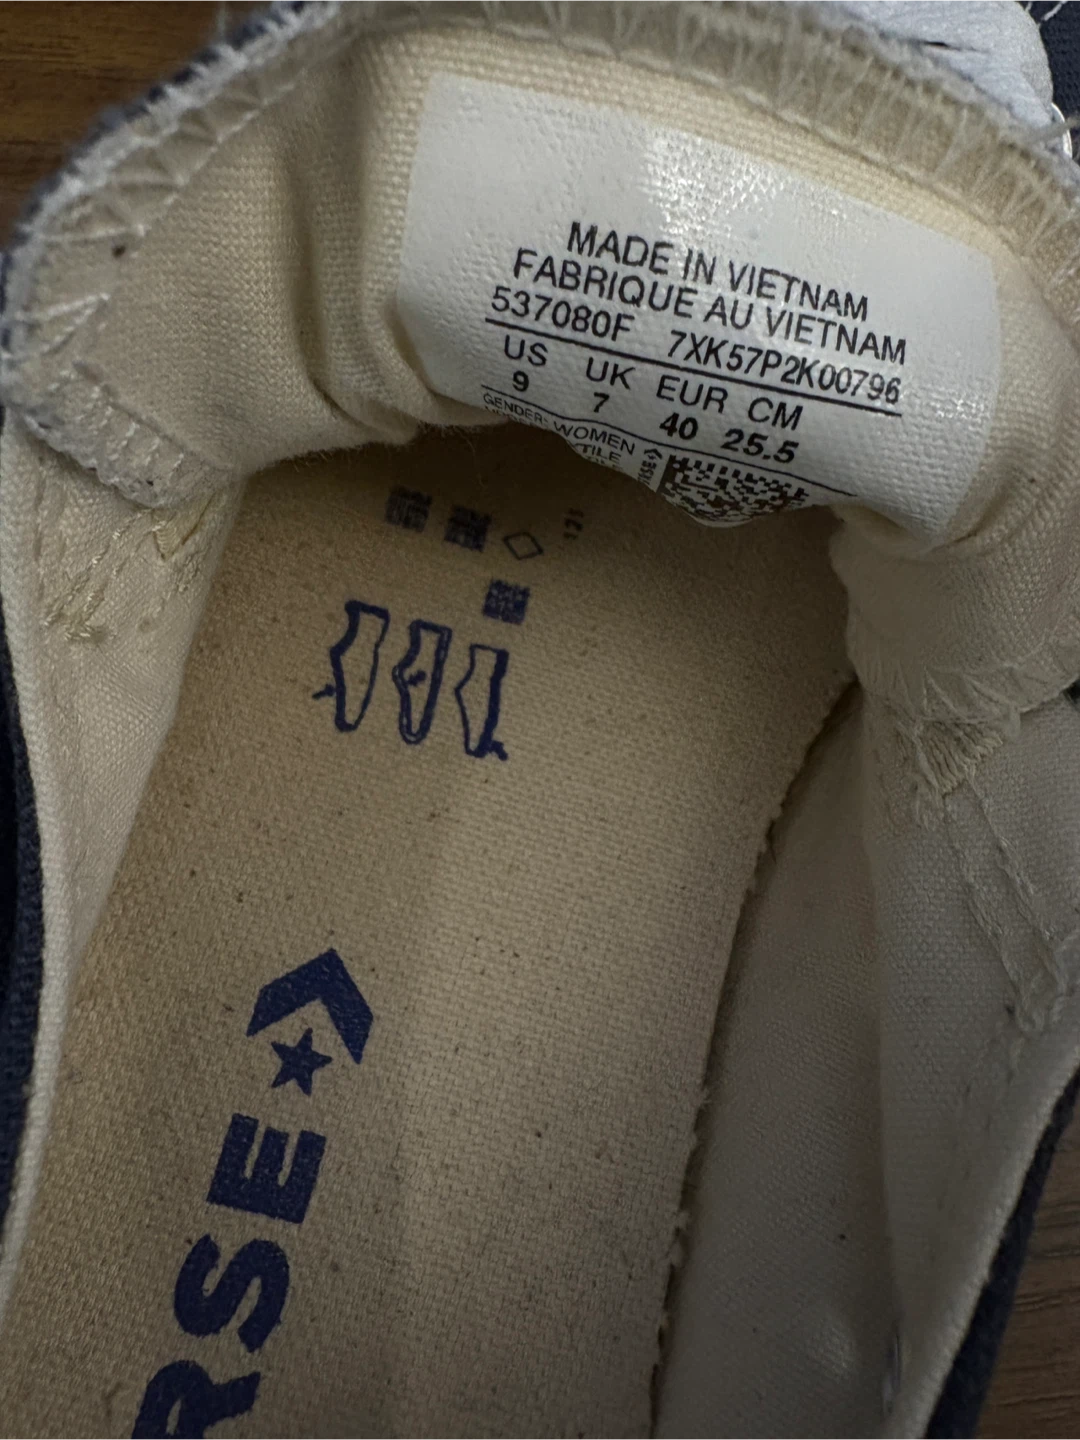 MADE IN VIETNAM
FABRIQUE AU VIETNAM
537080F 7XK57P2K00796
US UK EUR CM
9 7 40 25.5
GENDER: WOMEN
RSE